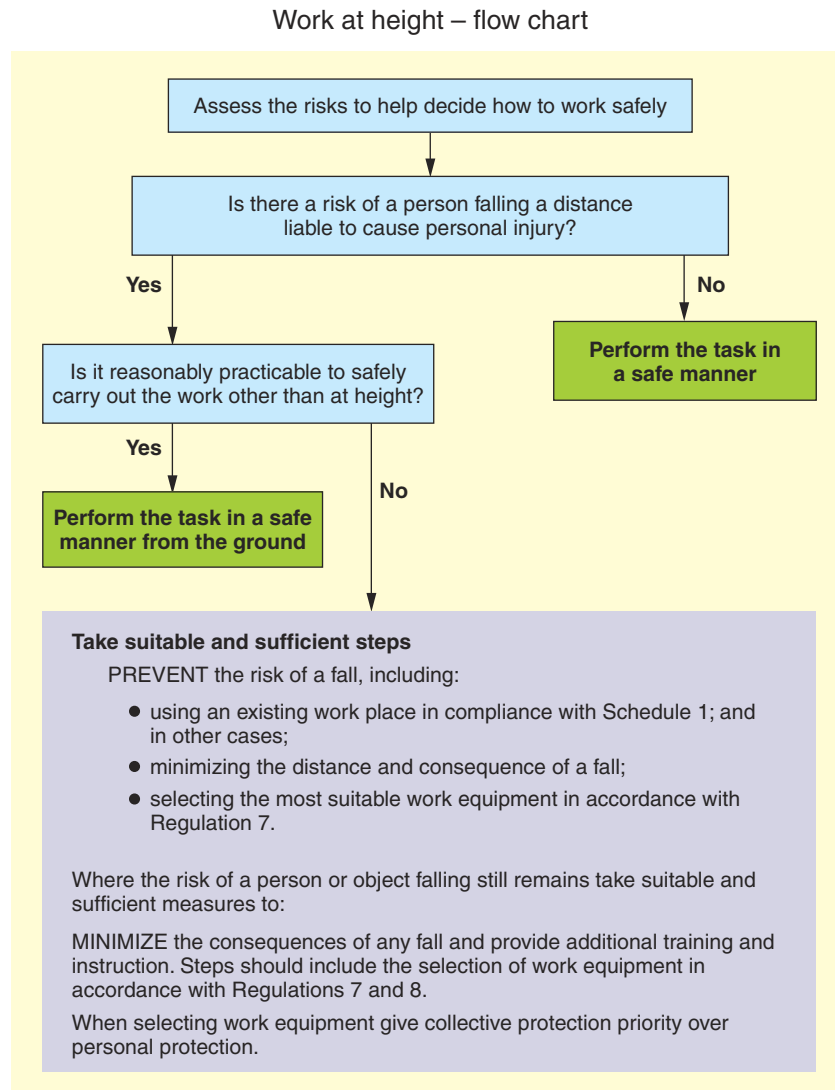 Work at height – flow chart
Assess the risks to help decide how to work safely
Is there a risk of a person falling a distance
liable to cause personal injury?
Yes
No
Is it reasonably practicable to safely
carry out the work other than at height?
Perform the task in
a safe manner
Yes
No
Perform the task in a safe
manner from the ground
Take suitable and sufficient steps
PREVENT the risk of a fall, including:
● using an existing work place in compliance with Schedule 1; and
in other cases;
● minimizing the distance and consequence of a fall;
● selecting the most suitable work equipment in accordance with
Regulation 7.
Where the risk of a person or object falling still remains take suitable and
sufficient measures to:
MINIMIZE the consequences of any fall and provide additional training and
instruction. Steps should include the selection of work equipment in
accordance with Regulations 7 and 8.
When selecting work equipment give collective protection priority over
personal protection.